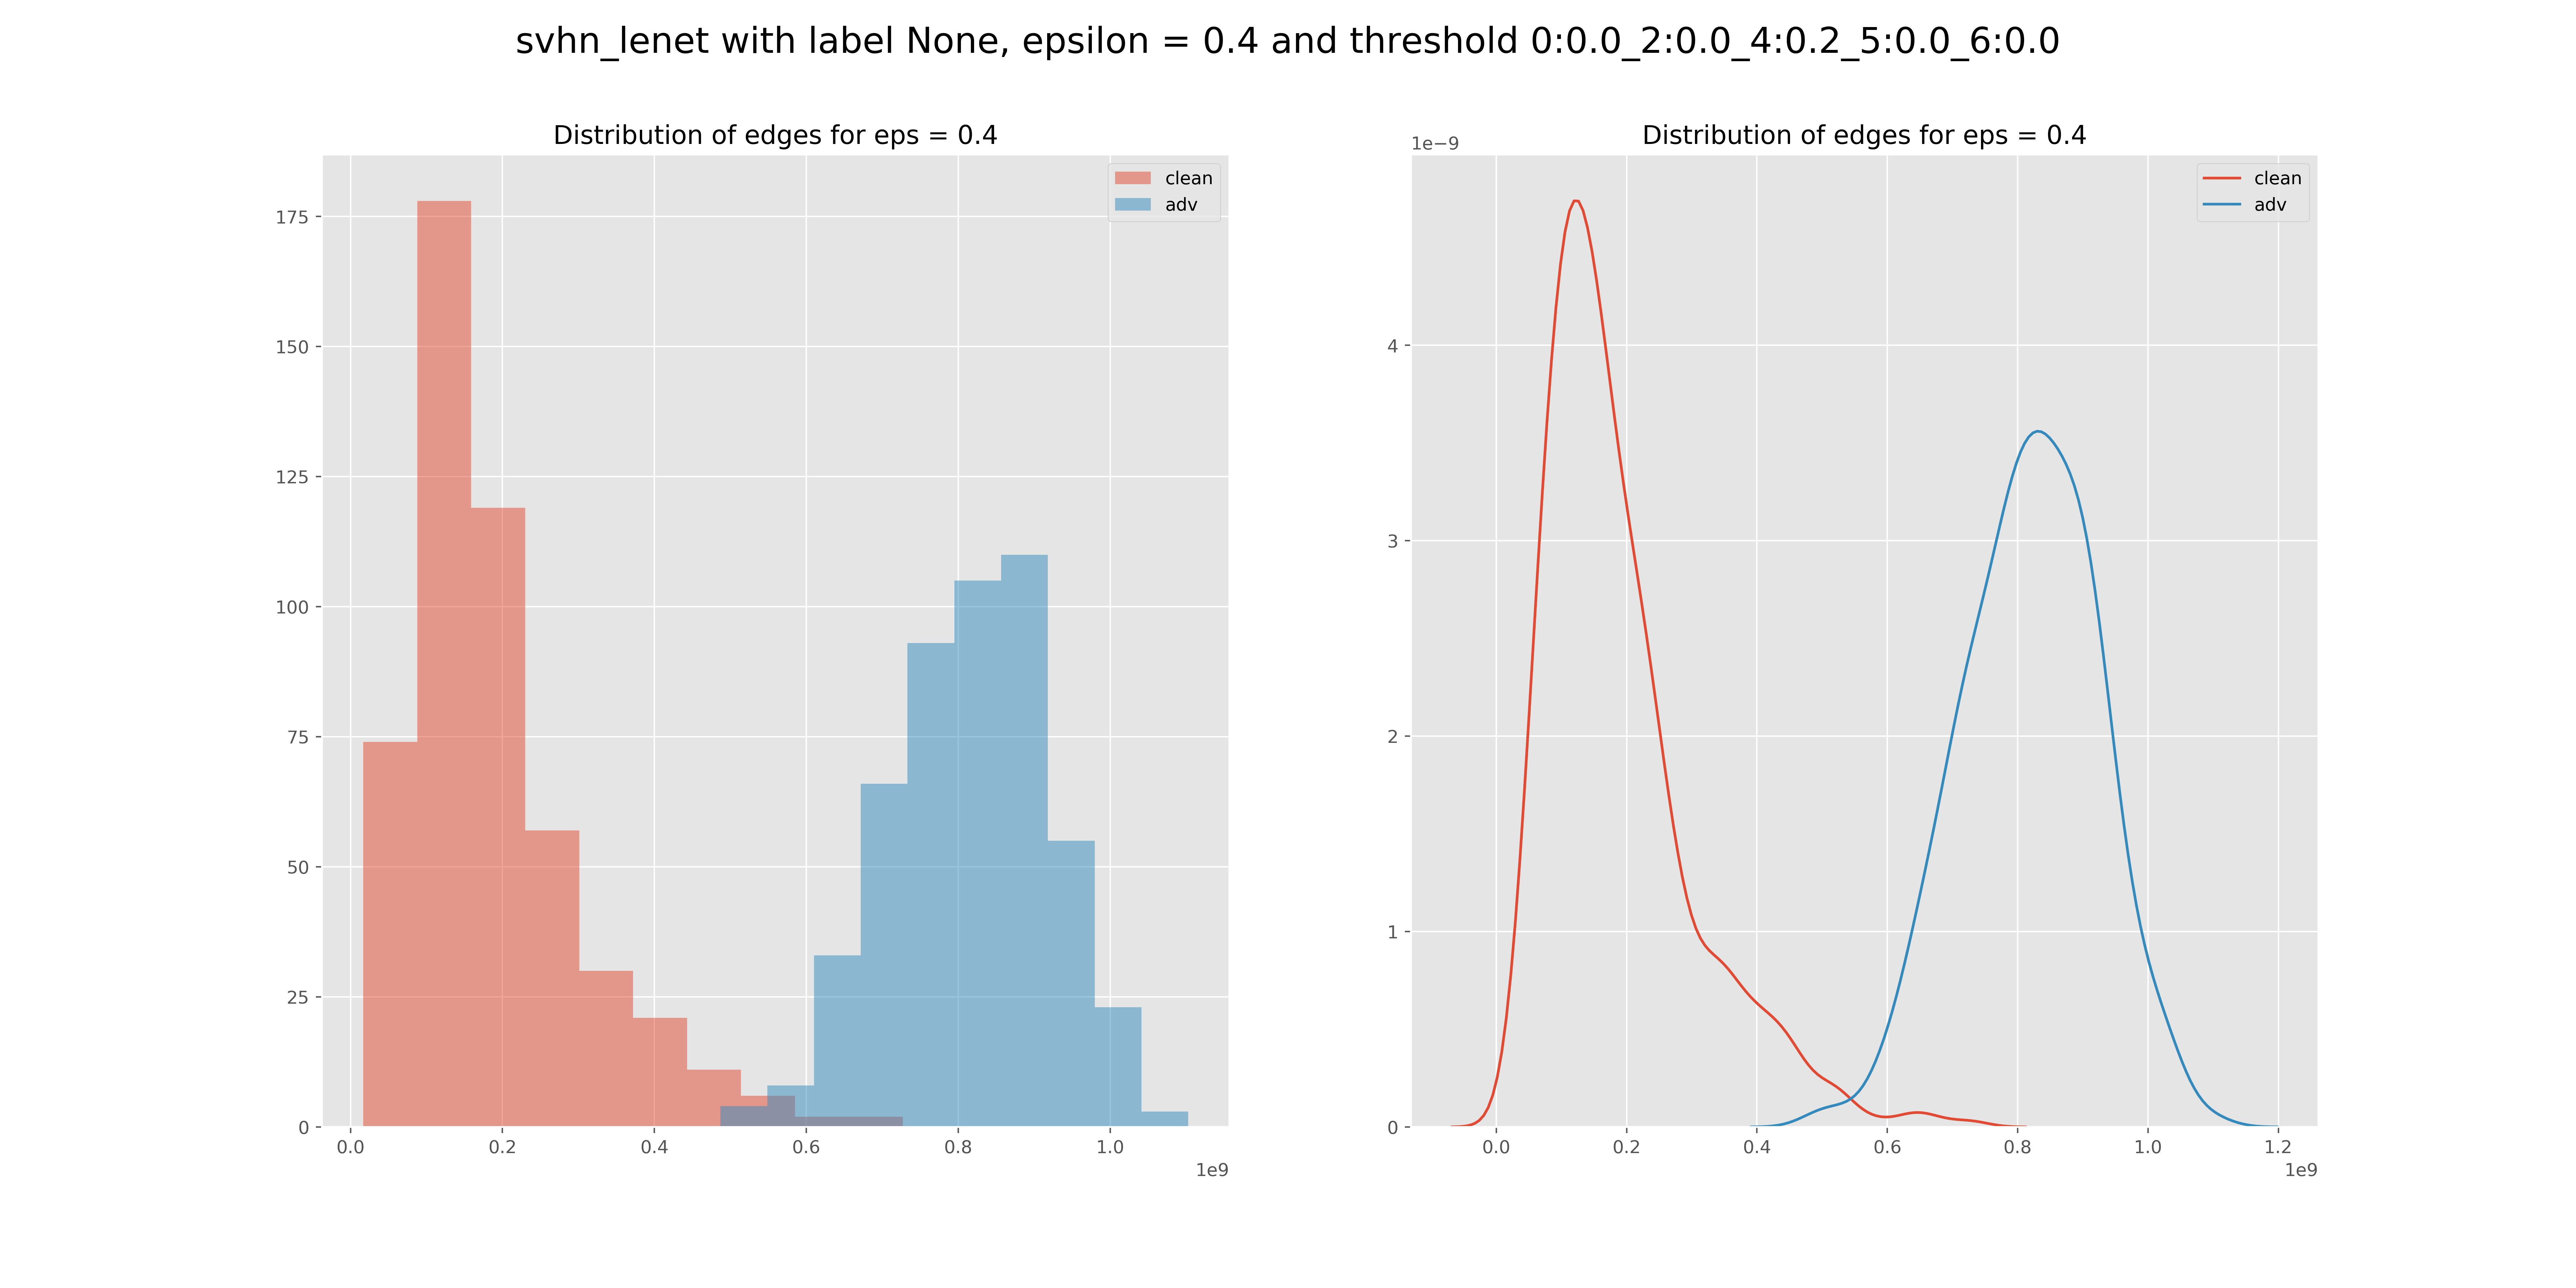 svhn_lenet with label None, epsilon = 0.4 and threshold 0:0.0_2:0.0_4:0.2_5:0.0_6:0.0
Distribution of edges for eps = 0.4
clean
adv
175
150
125
100
75
50
25
0
0.0 0.2 0.4 0.6 0.8 1.0
1e9
Distribution of edges for eps = 0.4
1e−9
clean
adv
4
3
2
1
0
0.0 0.2 0.4 0.6 0.8 1.0 1.2
1e9